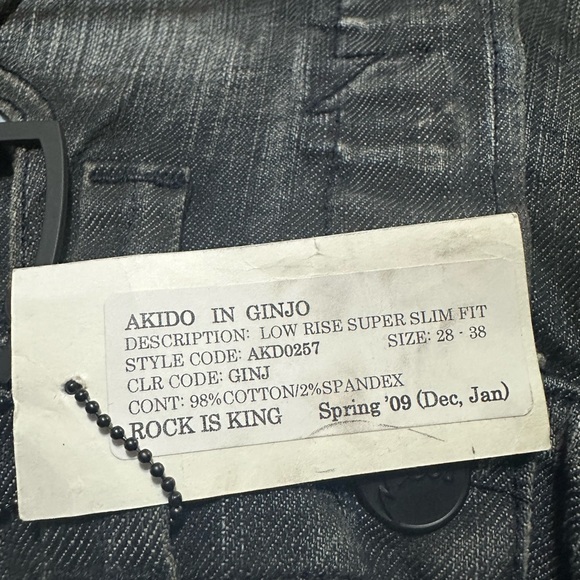 AKIDO IN GINJO
DESCRIPTION: LOW RISE SUPER SLIM FIT
STYLE CODE: AKD0257 SIZE: 28 - 38
CLR CODE: GINJ
CONT: 98%COTTON/2%SPANDEX
ROCK IS KING Spring '09 (Dec, Jan)